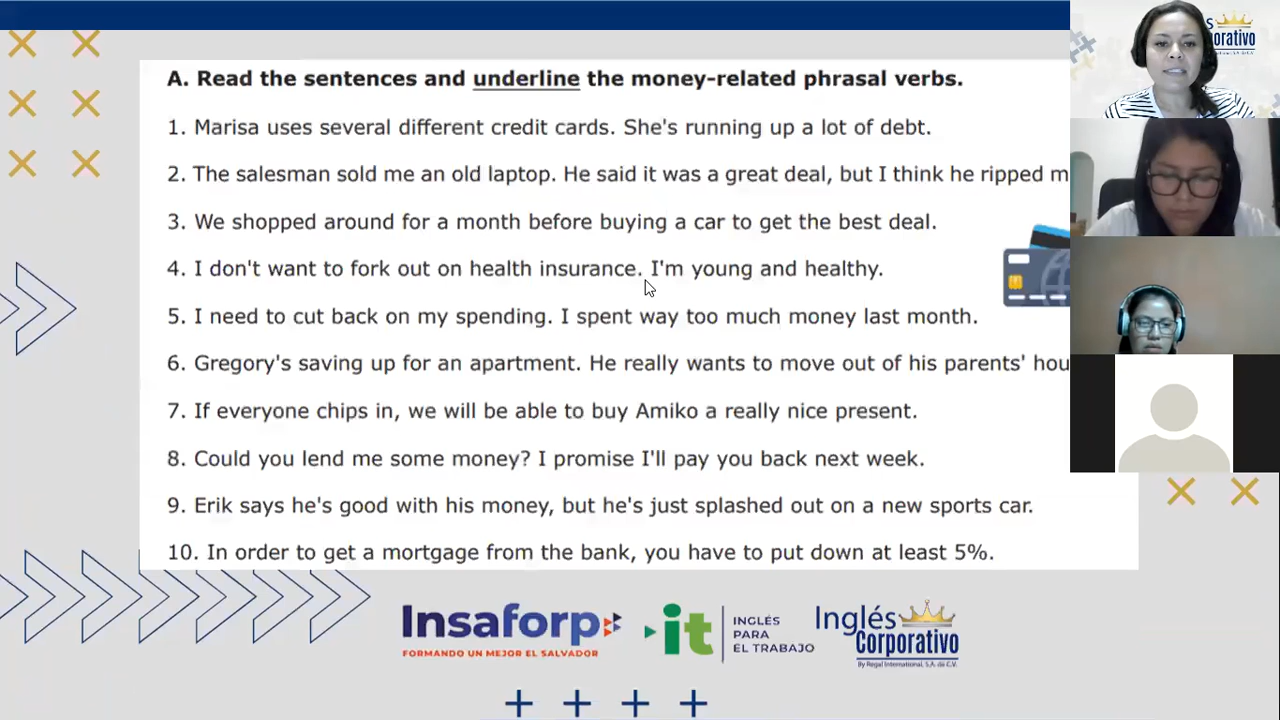 A. Read the sentences and underline the money-related phrasal verbs.
1. Marisa uses several different credit cards. She's running up a lot of debt.
2. The salesman sold me an old laptop. He said it was a great deal, but I think he ripped m
3. We shopped around for a month before buying a car to get the best deal.
4. I don't want to fork out on health insurance. I'm young and healthy.
5. I need to cut back on my spending. I spent way too much money last month.
6. Gregory's saving up for an apartment. He really wants to move out of his parents' hou
7. If everyone chips in, we will be able to buy Amiko a really nice present.
8. Could you lend me some money? I promise I'll pay you back next week.
9. Erik says he's good with his money, but he's just splashed out on a new sports car.
10. In order to get a mortgage from the bank, you have to put down at least 5%.
Insaforp
FORMANDO UN MEJOR EL SALVADOR
it
INGLÉS
PARA
EL TRABAJO
Inglés
Corporativo
By Regal International, S.A. de C.V.
s
orativo